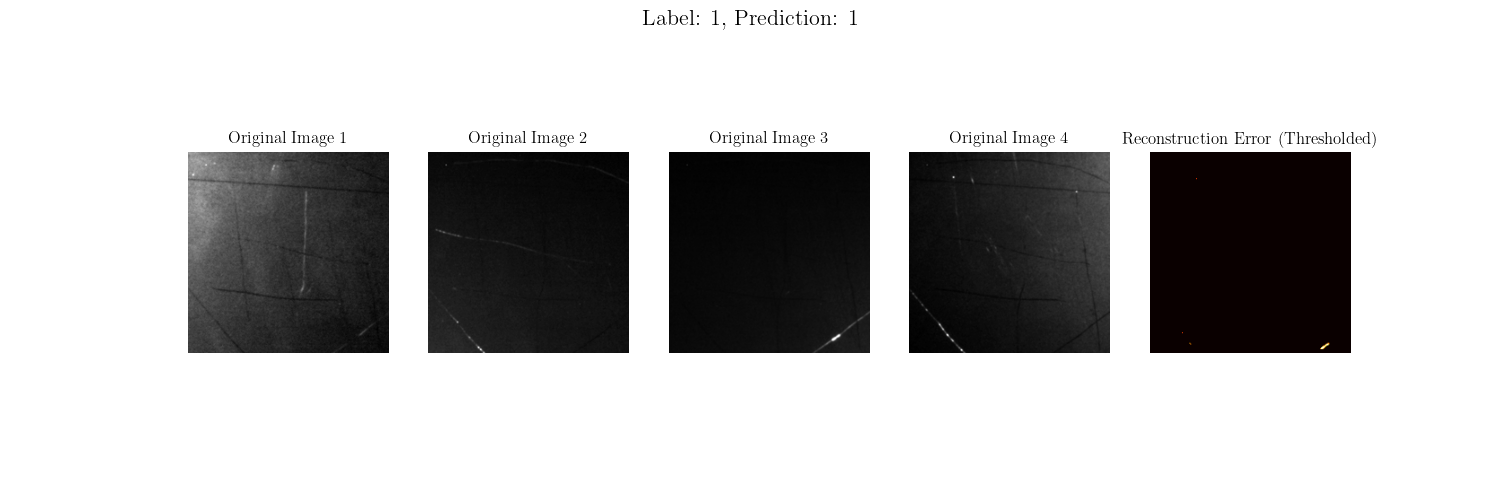 Label: 1, Prediction: 1
Original Image 1
Original Image 2
Original Image 3
Original Image 4
Reconstruction Error (Thresholded)